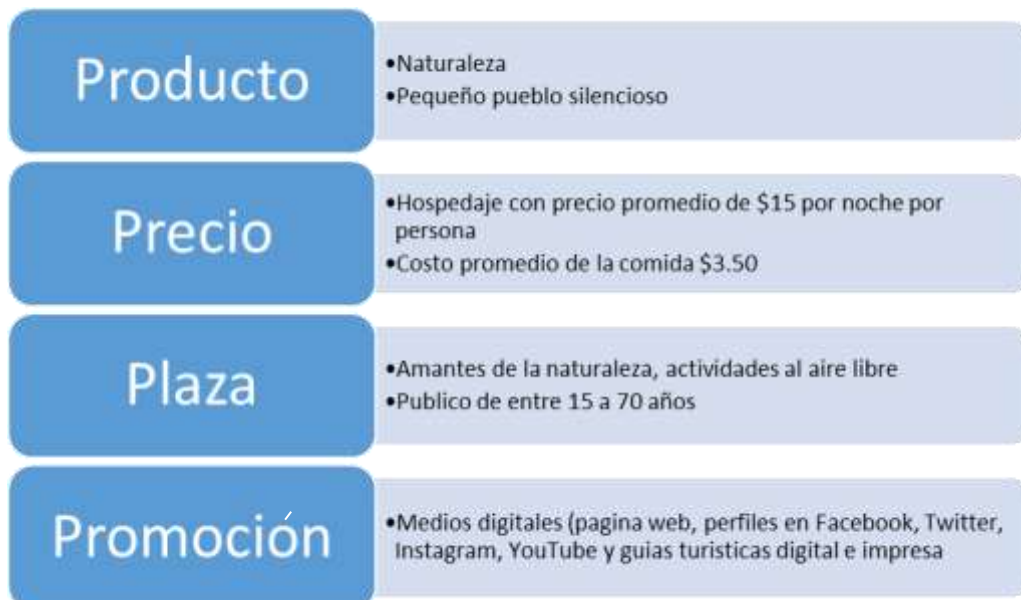 Producto
•Naturaleza
•Pequeño pueblo silencioso
Precio
•Hospedaje con precio promedio de $15 por noche por
persona
•Costo promedio de la comida $3.50
Plaza
•Amantes de la naturaleza, actividades al aire libre
•Publico de entre 15 a 70 años
Promoción
•Medios digitales (pagina web, perfiles en Facebook, Twitter,
Instagram, YouTube y guias turisticas digital e impresa